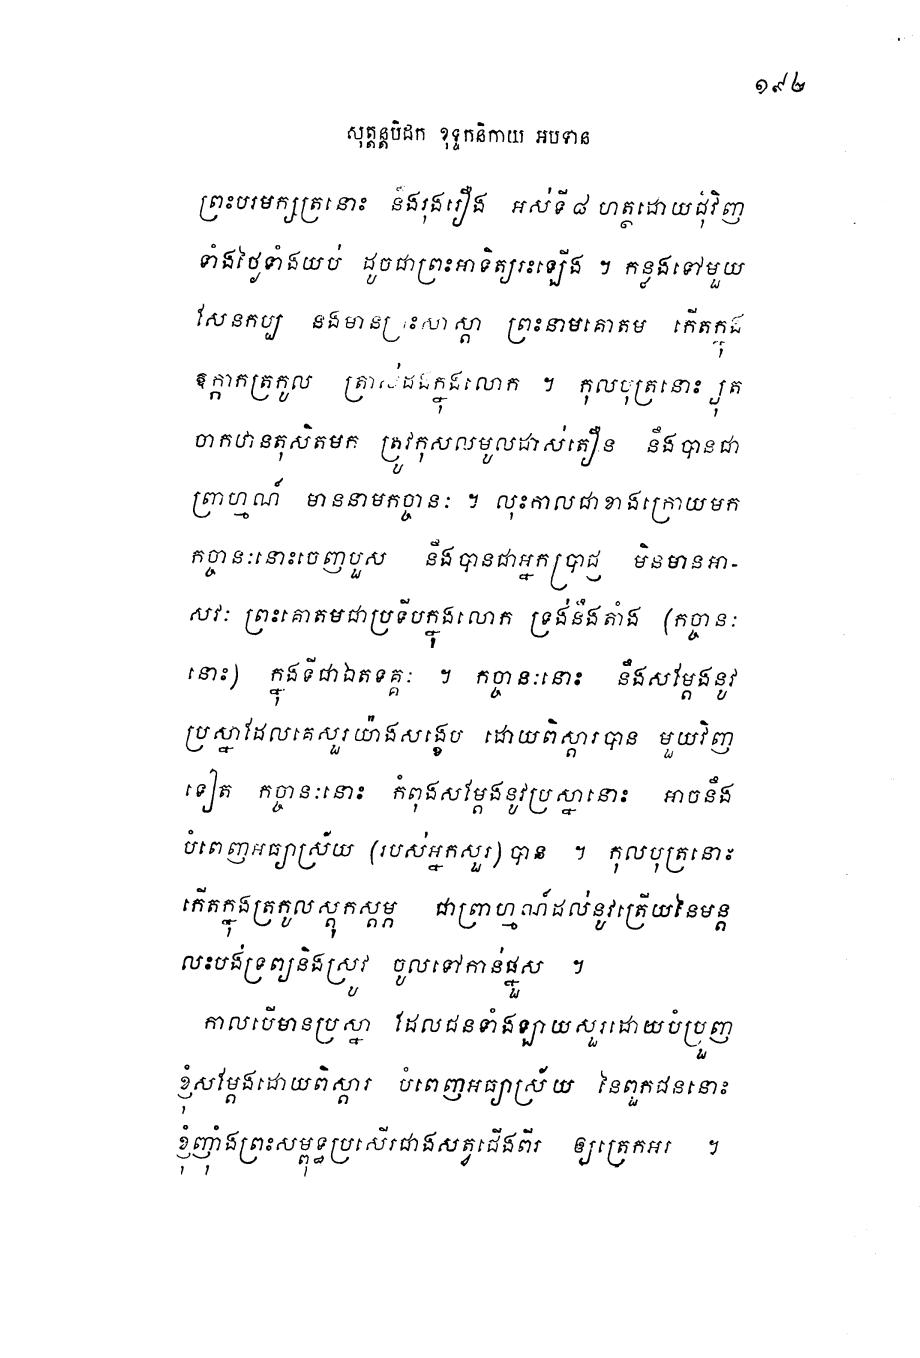 ១៩២
សុត្តន្តបិដក ខុទ្ទកនិកាយ អបទាន
ព្រះបរមក្សត្រនោះ នឹងរុងរឿង អស់ទី ៨ ហត្ថដោយជុំវិញ
ទាំងថ្ងៃទាំងយប់ ដូចជាព្រះអាទិត្យរះឡើង ។ កន្លងទៅមួយ
សែនកប្ប នងមានព្រះសាស្តា ព្រះនាមគោតម កើតក្នុង
ឧក្កាកត្រកូល ត្រាស់ដងក្នុងលោក ។ កុលបុត្រនោះ ច្យុត
ចាកឋានតុសិតមក ត្រូវកុសលមូលដាស់តឿន នឹងបានជា
ព្រាហ្មណ៍ មាននាមកច្ចានៈ ។ លុះកាលជាខាងក្រោយមក
កច្ចានៈនោះចេញបួស នឹងបានជាអ្នកប្រាជ្ញ មិនមានអា-
សវៈ ព្រះគោតមជាប្រទីបក្នុងលោក ទ្រង់នឹងតាំង (កច្ចានៈ
នោះ) ក្នុងទីជាឯតទគ្គៈ ។ កច្ចានៈនោះ នឹងសម្តែងនូវ
ប្រស្នាដែលគេសួរយ៉ាងសង្ខេប ដោយពិស្តារបាន មួយវិញ
ទៀត កច្ចានៈនោះ កំពុងសម្តែងនូវប្រស្នានោះ អាចនឹង
បំពេញអធ្យាស្រ័យ (របស់អ្នកសួរ) បាន ។ កុលបុត្រនោះ
កើតក្នុងត្រកូលស្តុកស្តម្ភ ជាព្រាហ្មណ៍ដល់នូវត្រើយនៃមន្ត
លះបង់ទ្រព្យនិងស្រូវ ចូលទៅកាន់ផ្នួស ។
កាលបើមានប្រស្នា ដែលជនទាំងឡាយសួរដោយបំប្រួញ
ខ្ញុំសម្តែងដោយពិស្តារ បំពេញអធ្យាស្រ័យ នៃពួកជននោះ
ខ្ញុំញ៉ាំងព្រះសម្ពុទ្ធប្រសើរជាងសត្វជើងពីរ ឲ្យត្រេកអរ ។